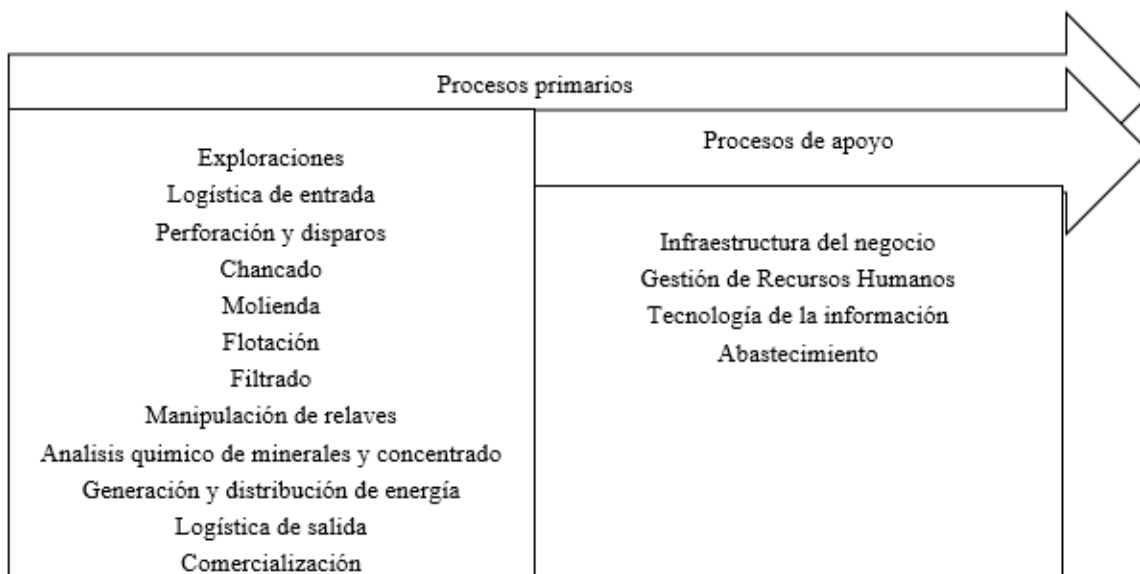 Procesos primarios
Procesos de apoyo
Exploraciones
Logística de entrada
Perforación y disparos
Chancado
Molienda
Flotación
Filtrado
Manipulación de relaves
Analisis quimico de minerales y concentrado
Generación y distribución de energía
Logística de salida
Comercialización
Infraestructura del negocio
Gestión de Recursos Humanos
Tecnología de la información
Abastecimiento